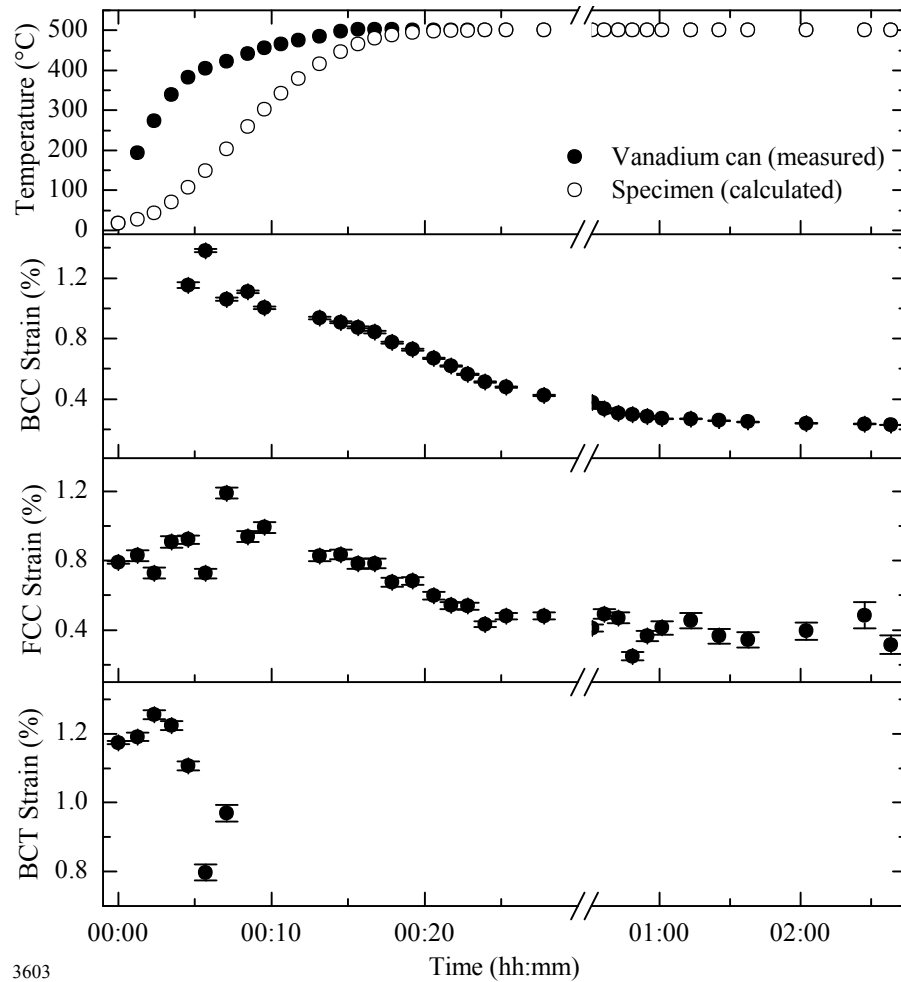 500
400
300
200
100
0
Temperature (°C)
Vanadium can (measured)
Specimen (calculated)
1.2
0.8
0.4
BCC Strain (%)
1.2
0.8
0.4
FCC Strain (%)
1.2
1.0
0.8
BCT Strain (%)
00:00 00:10 00:20 01:00 02:00
Time (hh:mm)
3603